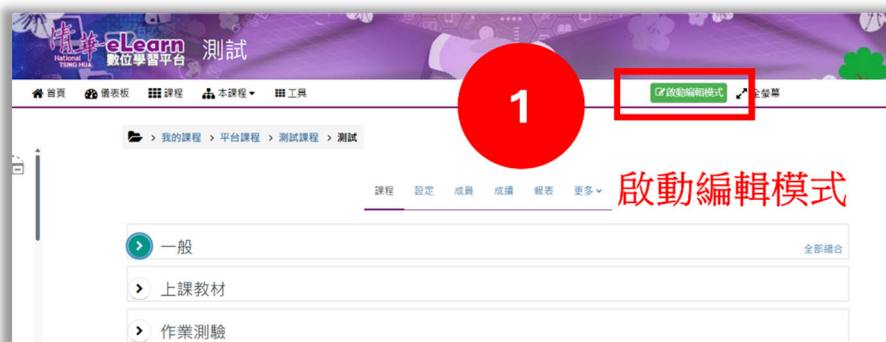 清華 eLearn
National TSING HUA 數位學習平台
測試
首頁 儀表板 課程 本課程 工具 啟動編輯模式 全螢幕
1
> 我的課程 > 平台課程 > 測試課程 > 測試
課程 設定 成員 成績 報表 更多
啟動編輯模式
一般 全部縮合
上課教材
作業測驗